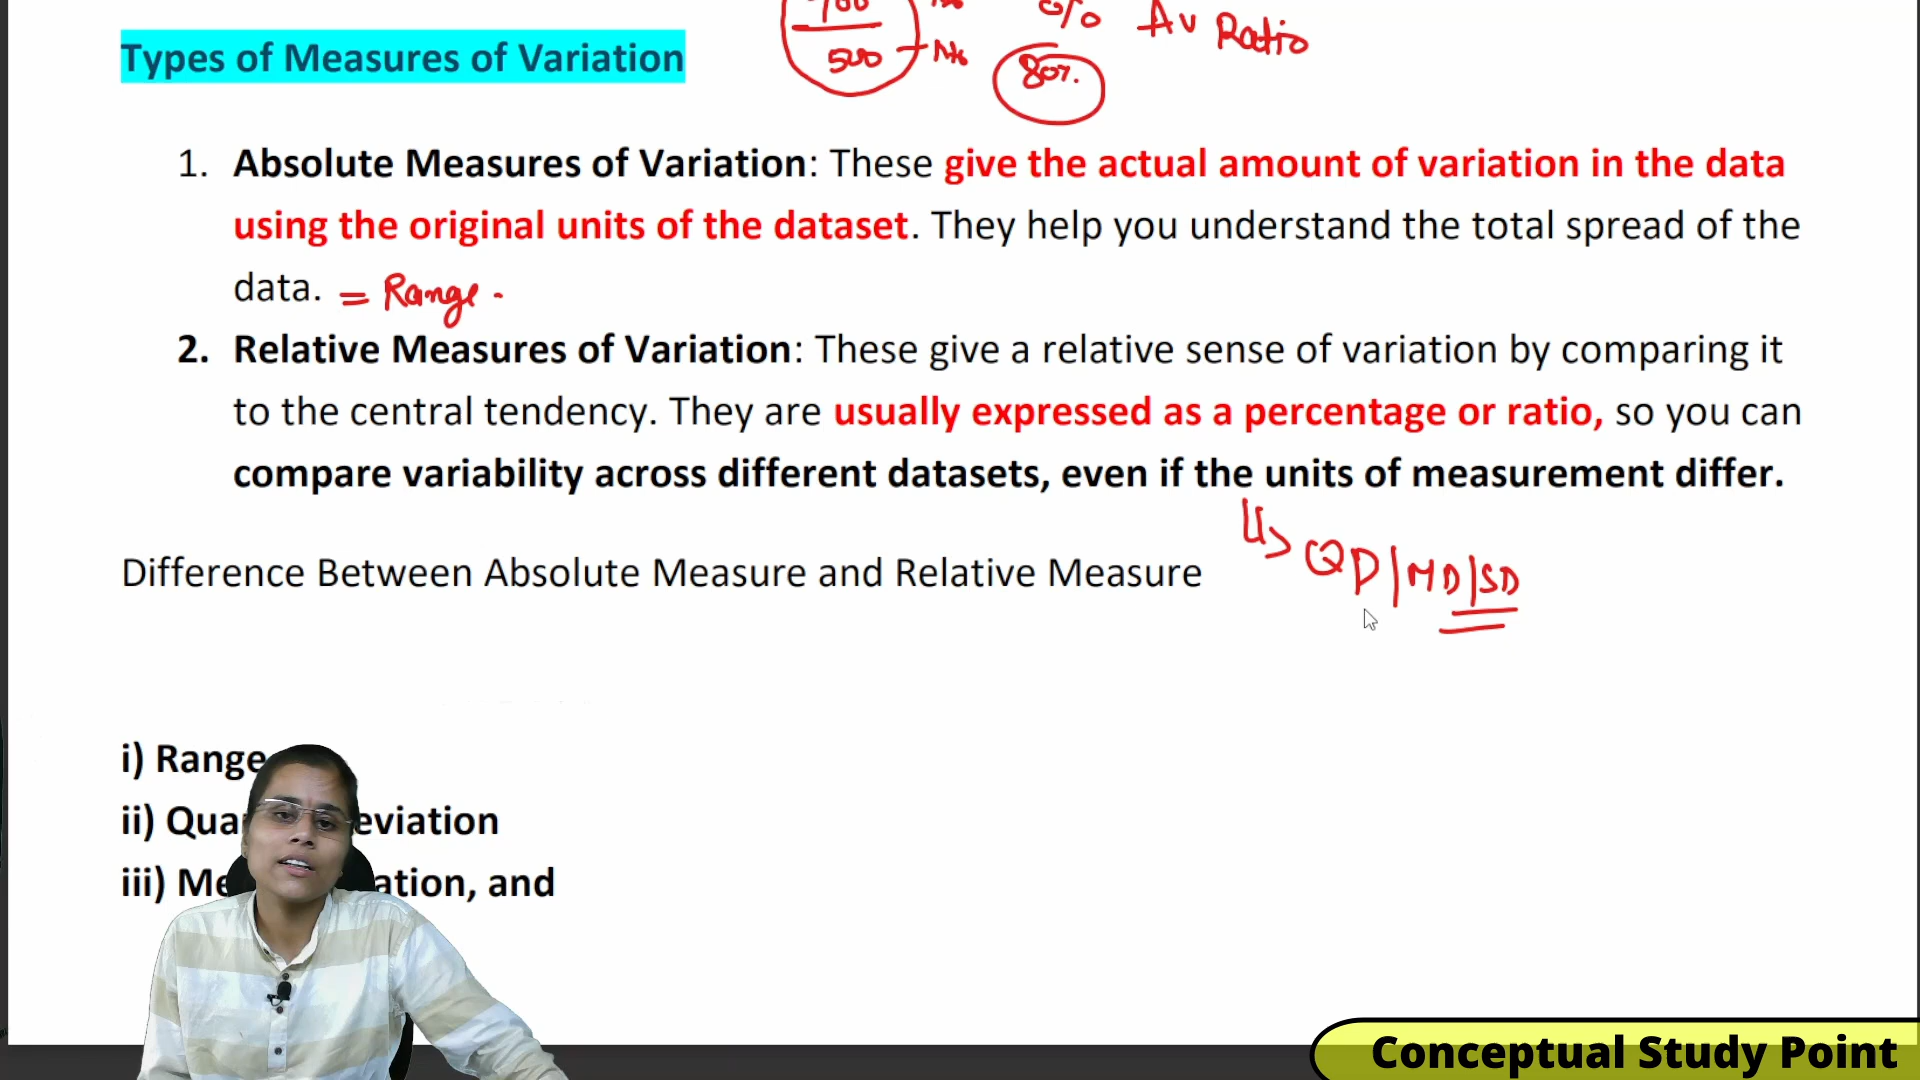 % Av Ratio
500 80%.
Types of Measures of Variation
1. Absolute Measures of Variation: These give the actual amount of variation in the data
using the original units of the dataset. They help you understand the total spread of the
data. = Range -
2. Relative Measures of Variation: These give a relative sense of variation by comparing it
to the central tendency. They are usually expressed as a percentage or ratio, so you can
compare variability across different datasets, even if the units of measurement differ.
QD|MD|SD
Difference Between Absolute Measure and Relative Measure
i) Range
ii) Qua eviation
iii) Me ation, and
Conceptual Study Point